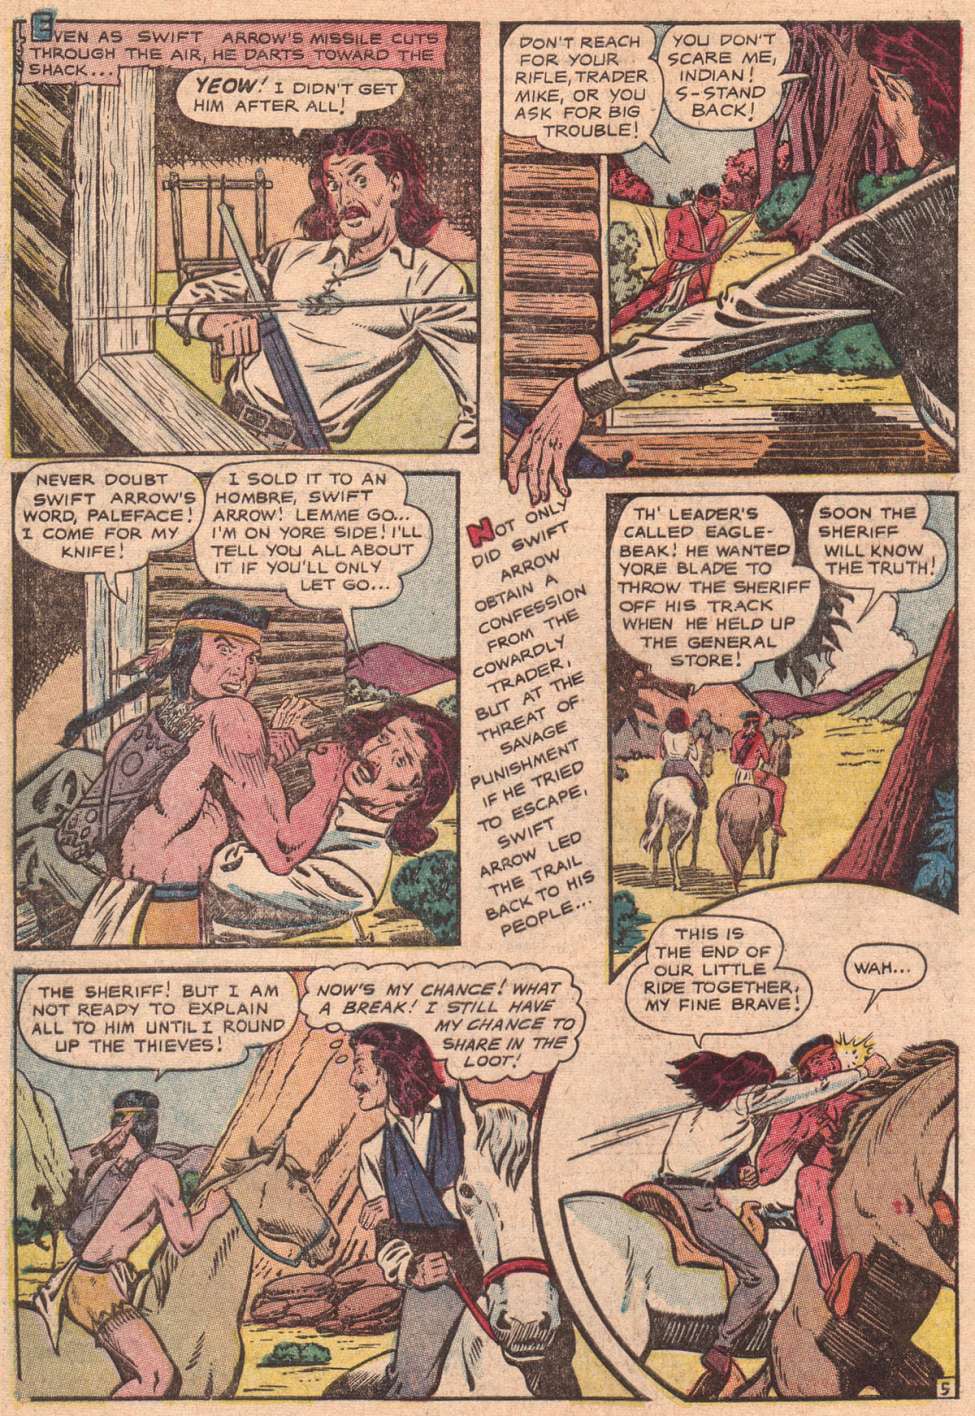 EVEN AS SWIFT ARROW'S MISSILE CUTS
THROUGH THE AIR, HE DARTS TOWARD THE
SHACK...
YEOW! I DIDN'T GET
HIM AFTER ALL!
DON'T REACH
FOR YOUR
RIFLE, TRADER
MIKE, OR YOU
ASK FOR BIG
TROUBLE!
YOU DON'T
SCARE ME,
INDIAN!
S-STAND
BACK!
NEVER DOUBT
SWIFT ARROW'S
WORD, PALEFACE!
I COME FOR MY
KNIFE!
I SOLD IT TO AN
HOMBRE, SWIFT
ARROW! LEMME GO...
I'M ON YORE SIDE! I'LL
TELL YOU ALL ABOUT
IT IF YOU'LL ONLY
LET GO...
NOT ONLY
DID SWIFT
ARROW
OBTAIN A
CONFESSION
FROM THE
COWARDLY
TRADER,
BUT AT THE
THREAT OF
SAVAGE
PUNISHMENT
IF HE TRIED
TO ESCAPE,
SWIFT
ARROW LED
THE TRAIL
BACK TO HIS
PEOPLE...
TH' LEADER'S
CALLED EAGLE-
BEAK! HE WANTED
YORE BLADE TO
THROW THE SHERIFF
OFF HIS TRACK
WHEN HE HELD UP
THE GENERAL
STORE!
SOON THE
SHERIFF
WILL KNOW
THE TRUTH!
THE SHERIFF! BUT I AM
NOT READY TO EXPLAIN
ALL TO HIM UNTIL I ROUND
UP THE THIEVES!
NOW'S MY CHANCE! WHAT
A BREAK! I STILL HAVE
MY CHANCE TO
SHARE IN THE
LOOT!
THIS IS
THE END OF
OUR LITTLE
RIDE TOGETHER,
MY FINE BRAVE!
WAH...
5